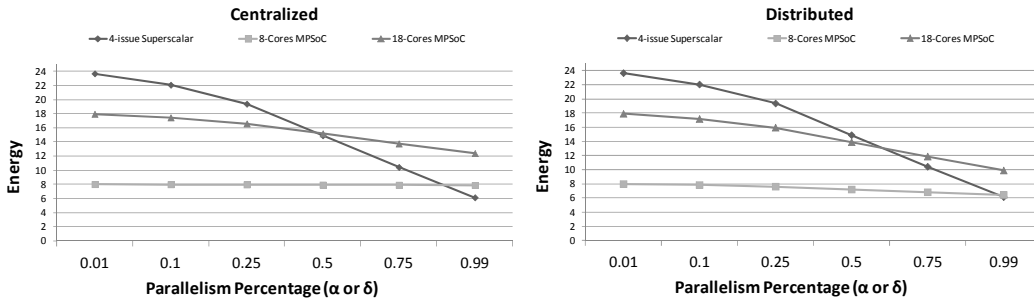 Centralized
4-issue Superscalar 8-Cores MPSoC 18-Cores MPSoC
24
22
20
18
16
14
12
10
8
6
4
2
0
Energy
0.01 0.1 0.25 0.5 0.75 0.99
Parallelism Percentage (α or δ)
Distributed
4-issue Superscalar 8-Cores MPSoC 18-Cores MPSoC
24
22
20
18
16
14
12
10
8
6
4
2
0
Energy
0.01 0.1 0.25 0.5 0.75 0.99
Parallelism Percentage (α or δ)